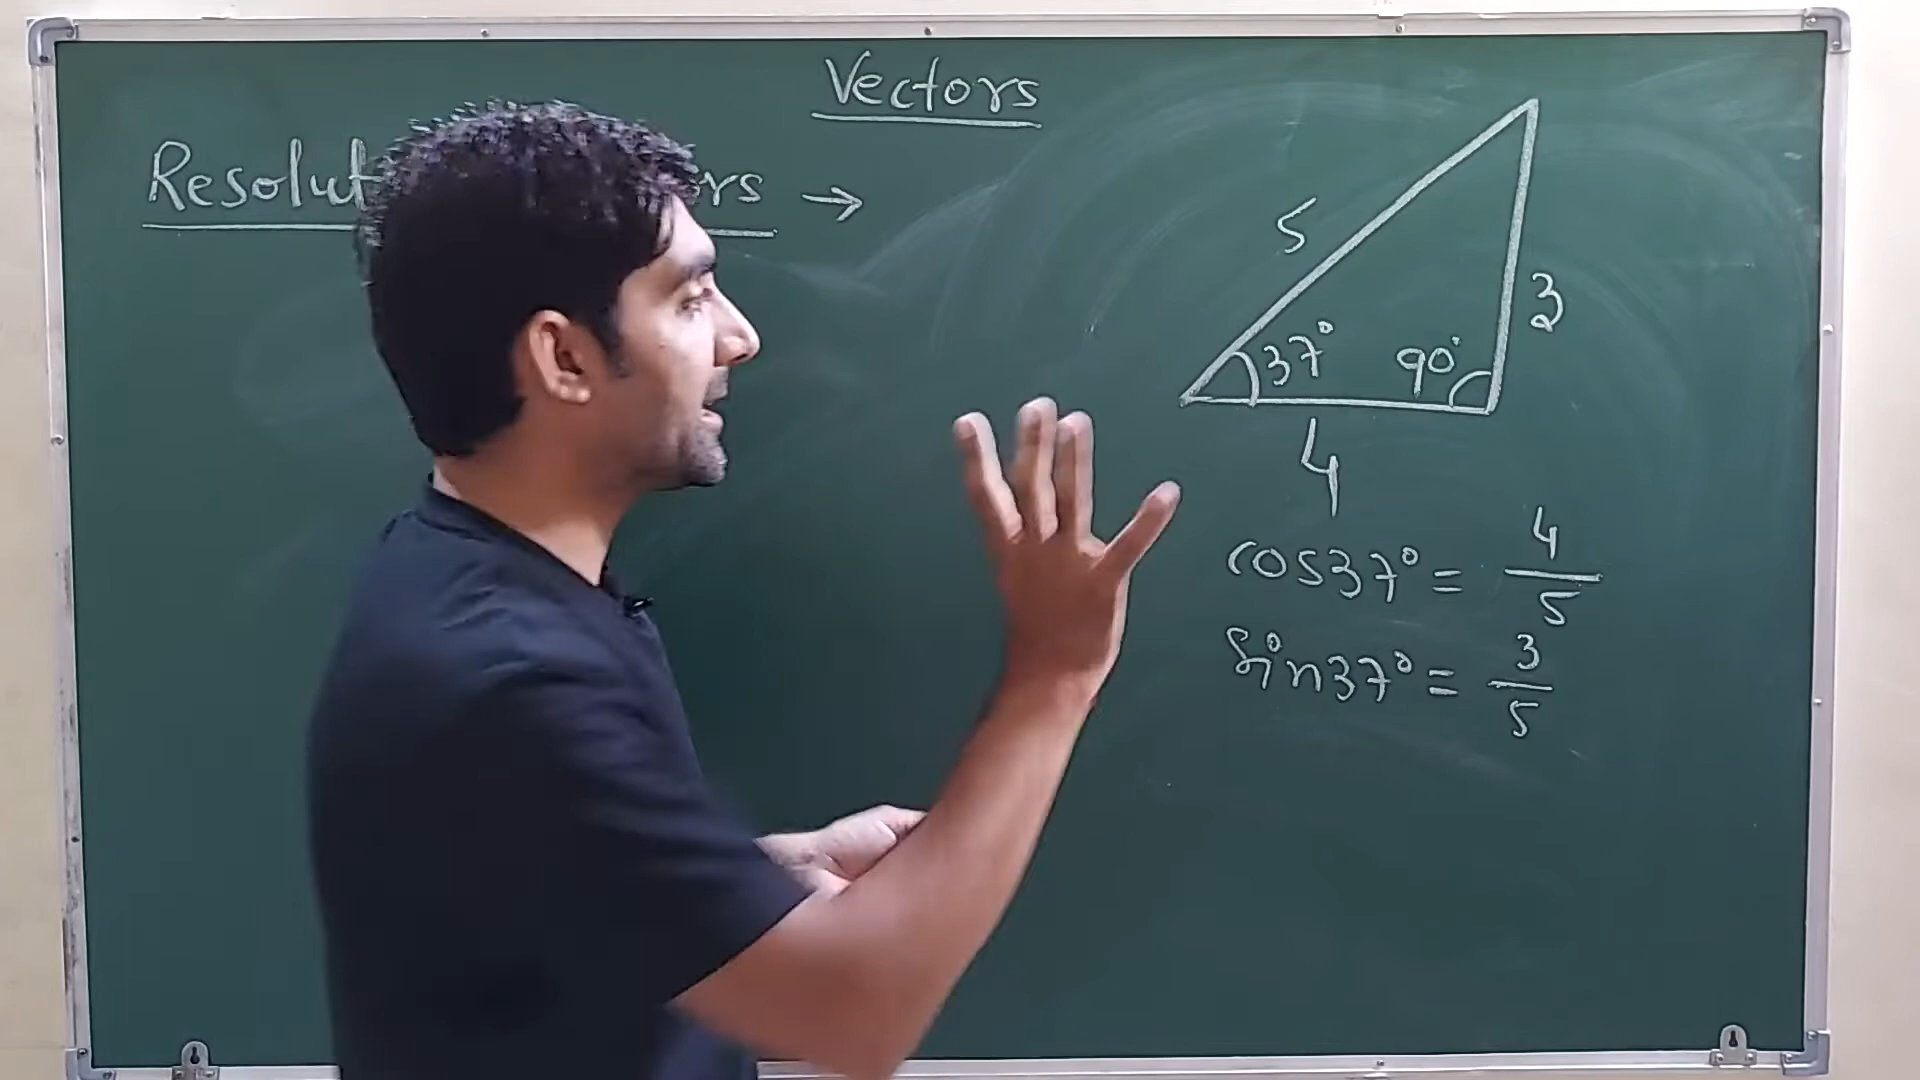 Vectors
Resolut rs →
5
3
37° 90°
4
cos37° = 4/5
Sin37° = 3/5